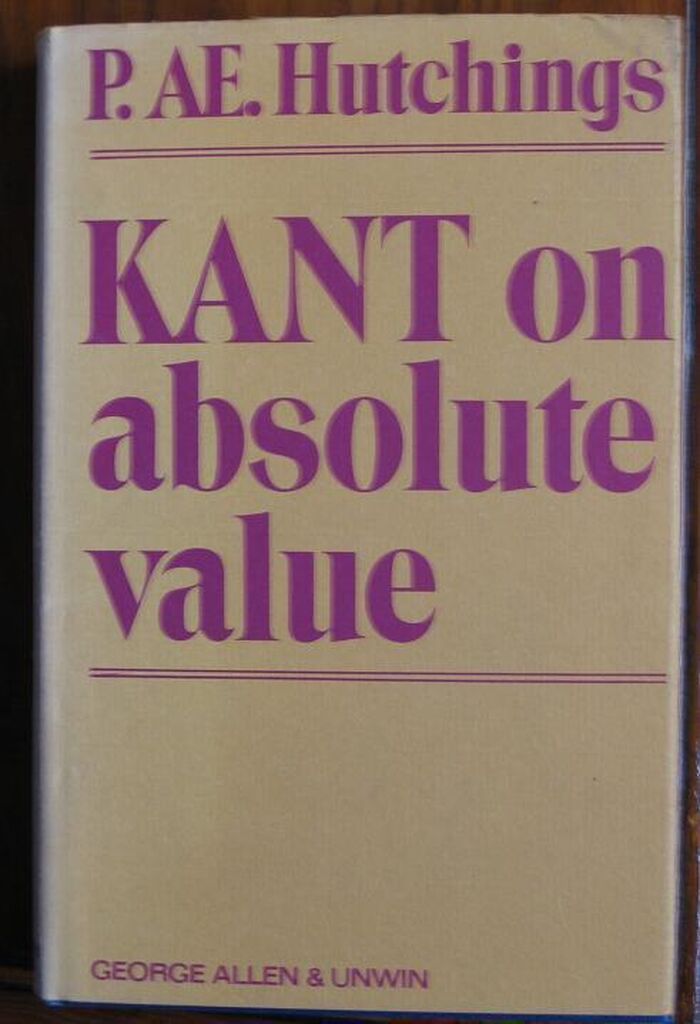 P. AE. Hutchings
KANT on
absolute
value
GEORGE ALLEN & UNWIN